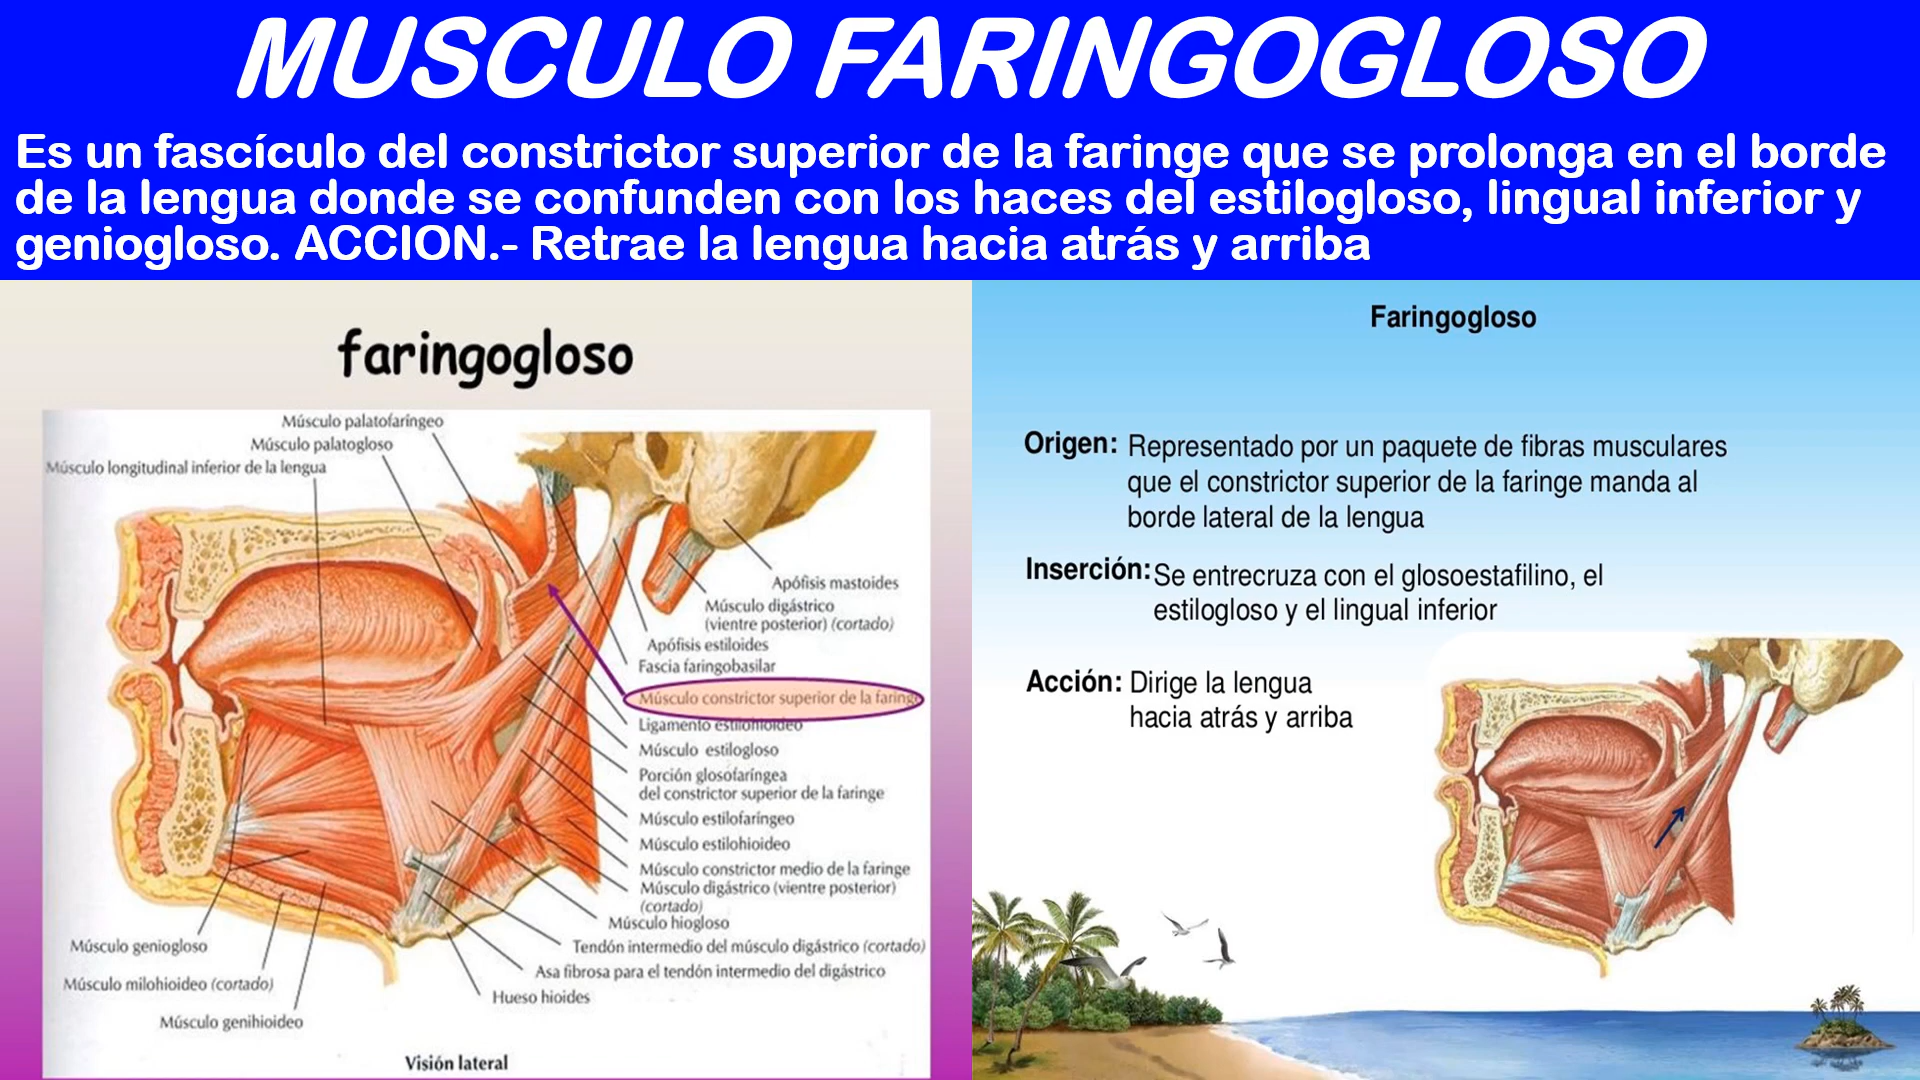 MUSCULO FARINGOGLOSO
Es un fascículo del constrictor superior de la faringe que se prolonga en el borde
de la lengua donde se confunden con los haces del estilogloso, lingual inferior y
geniogloso. ACCION.- Retrae la lengua hacia atrás y arriba
faringogloso
Músculo palatofaríngeo
Músculo palatogloso
Músculo longitudinal inferior de la lengua
Apófisis mastoides
Músculo digástrico
(vientre posterior) (cortado)
Apófisis estiloides
Fascia faringobasilar
Músculo constrictor superior de la faringe
Ligamento estilohioideo
Músculo estilogloso
Porción glosofaríngea
del constrictor superior de la faringe
Músculo estilofaríngeo
Músculo estilohioideo
Músculo constrictor medio de la faringe
Músculo digástrico (vientre posterior)
(cortado)
Músculo hiogloso
Tendón intermedio del músculo digástrico (cortado)
Asa fibrosa para el tendón intermedio del digástrico
Hueso hioides
Músculo geniogloso
Músculo milohioideo (cortado)
Músculo genihioideo
Visión lateral
Faringogloso
Origen: Representado por un paquete de fibras musculares
que el constrictor superior de la faringe manda al
borde lateral de la lengua
Inserción: Se entrecruza con el glosoestafilino, el
estilogloso y el lingual inferior
Acción: Dirige la lengua
hacia atrás y arriba